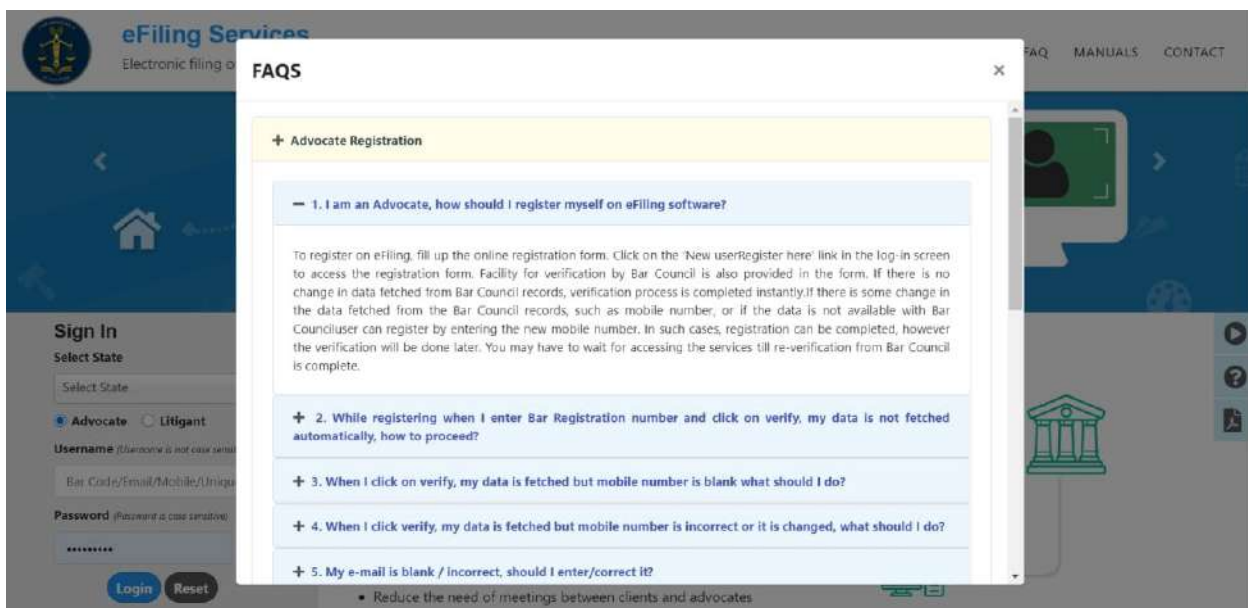 eFiling Services
Electronic filing o
FAQ MANUALS CONTACT
FAQS
×
+ Advocate Registration
− 1. I am an Advocate, how should I register myself on eFiling software?
To register on eFiling, fill up the online registration form. Click on the 'New userRegister here' link in the log-in screen
to access the registration form. Facility for verification by Bar Council is also provided in the form. If there is no
change in data fetched from Bar Council records, verification process is completed instantly.If there is some change in
the data fetched from the Bar Council records, such as mobile number, or if the data is not available with Bar
Counciluser can register by entering the new mobile number. In such cases, registration can be completed, however
the verification will be done later. You may have to wait for accessing the services till re-verification from Bar Council
is complete.
+ 2. While registering when I enter Bar Registration number and click on verify, my data is not fetched
automatically, how to proceed?
+ 3. When I click on verify, my data is fetched but mobile number is blank what should I do?
+ 4. When I click verify, my data is fetched but mobile number is incorrect or it is changed, what should I do?
+ 5. My e-mail is blank / incorrect, should I enter/correct it?
Sign In
Select State
Select State
Advocate Litigant
Username (Username is not case sensi
Bar Code/Email/Mobile/Uniqu
Password (Password is case sensitive)
•••••••••
Login Reset
• Reduce the need of meetings between clients and advocates